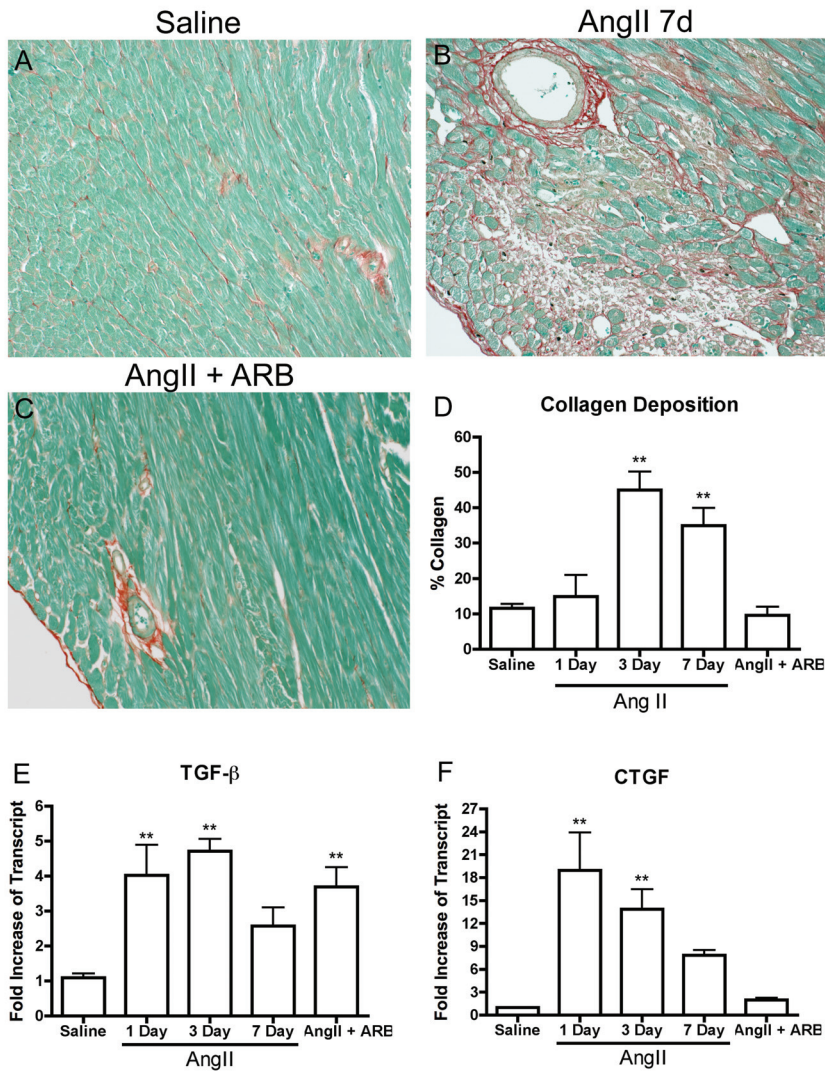 Saline
AngII 7d
A
B
AngII + ARB
C
D
Collagen Deposition
% Collagen
60
50
40
30
20
10
0
**
**
Saline
1 Day
3 Day
7 Day
AngII + ARB
Ang II
E
TGF-β
Fold Increase of Transcript
6
5
4
3
2
1
0
**
**
**
Saline
1 Day
3 Day
7 Day
AngII + ARB
AngII
F
CTGF
Fold Increase of Transcript
27
24
21
18
15
12
9
6
3
0
**
**
Saline
1 Day
3 Day
7 Day
AngII + ARB
AngII